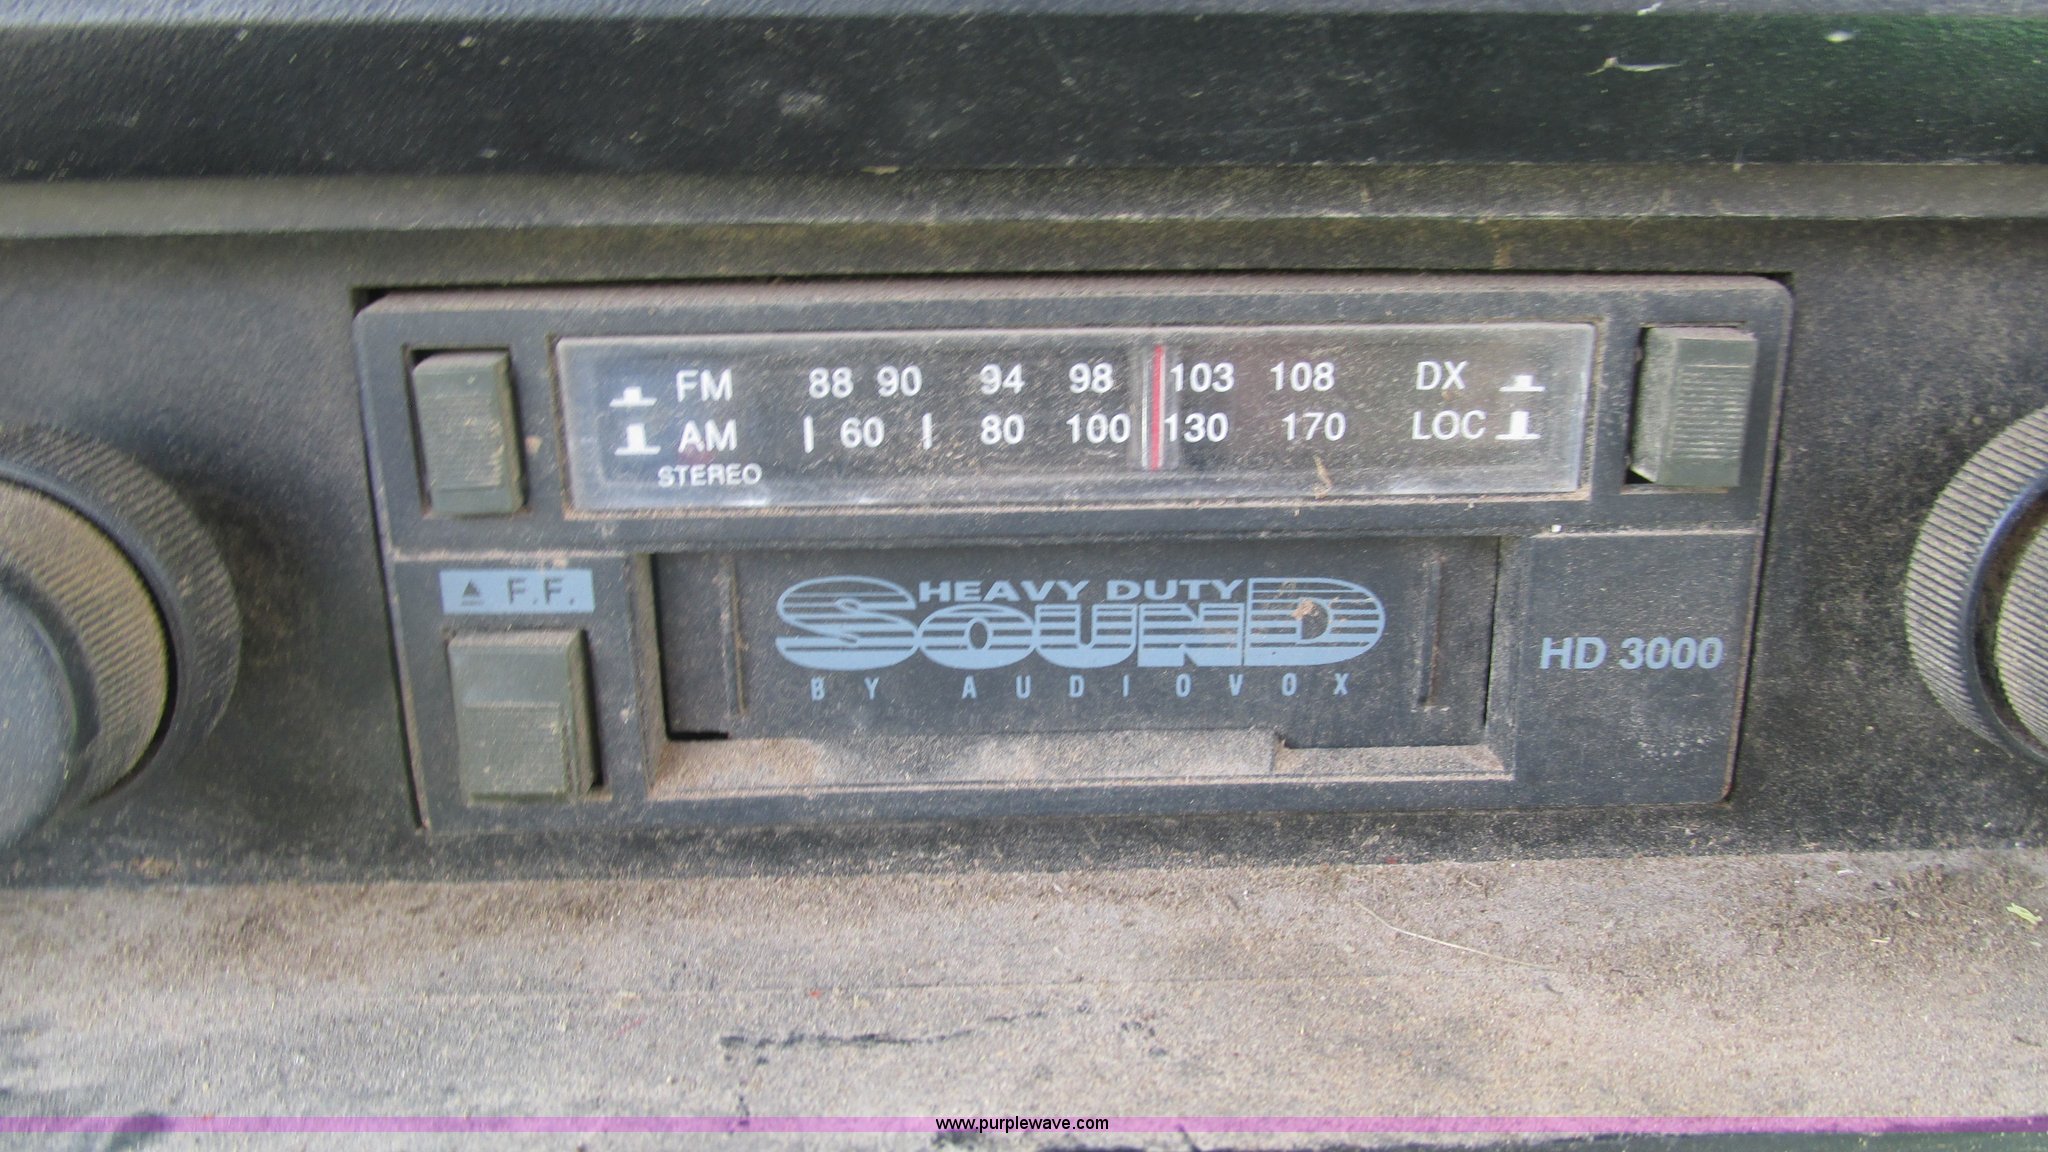 FM 88 90 94 98 103 108 DX
AM 60 80 100 130 170 LOC
STEREO
F.F.
HEAVY DUTY
SOUND
BY AUDIOVOX
HD 3000
www.purplewave.com